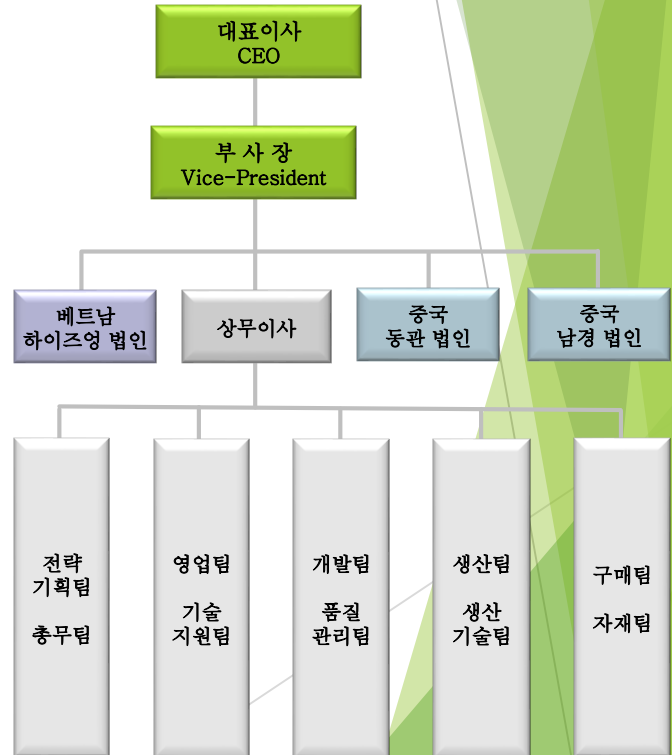 대표이사
CEO
부 사 장
Vice-President
베트남
하이즈엉 법인
상무이사
중국
동관 법인
중국
남경 법인
전략
기획팀
총무팀
영업팀
기술
지원팀
개발팀
품질
관리팀
생산팀
생산
기술팀
구매팀
자재팀